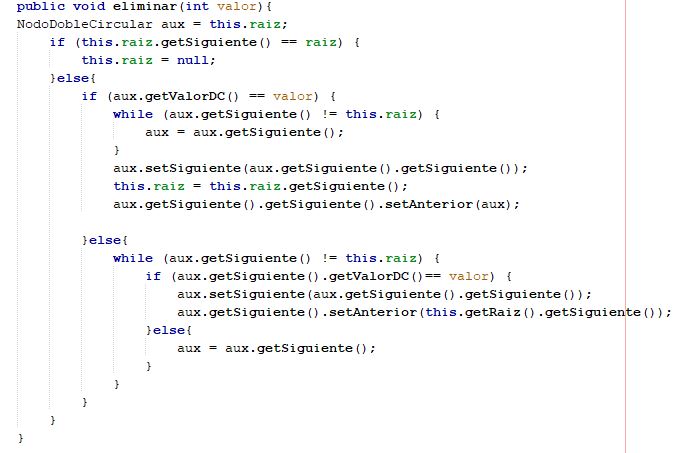 public void eliminar(int valor){
NodoDobleCircular aux = this.raiz;
    if (this.raiz.getSiguiente() == raiz) {
        this.raiz = null;
    }else{
        if (aux.getValorDC() == valor) {
            while (aux.getSiguiente() != this.raiz) {
                aux = aux.getSiguiente();
            }
            aux.setSiguiente(aux.getSiguiente().getSiguiente());
            this.raiz = this.raiz.getSiguiente();
            aux.getSiguiente().getSiguiente().setAnterior(aux);

        }else{
            while (aux.getSiguiente() != this.raiz) {
                if (aux.getSiguiente().getValorDC()== valor) {
                    aux.setSiguiente(aux.getSiguiente().getSiguiente());
                    aux.getSiguiente().setAnterior(this.getRaiz().getSiguiente());
                }else{
                    aux = aux.getSiguiente();
                }
            }
        }
    }
}